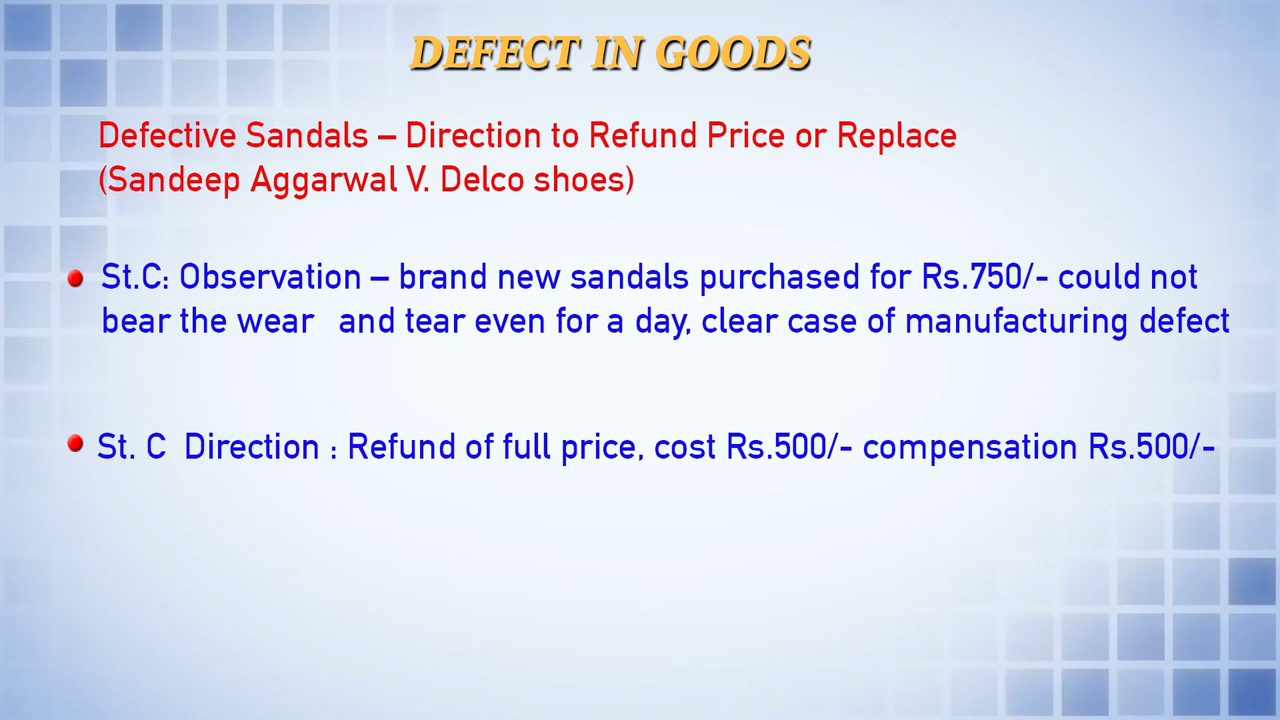 DEFECT IN GOODS
Defective Sandals – Direction to Refund Price or Replace
(Sandeep Aggarwal V. Delco shoes)
St.C: Observation – brand new sandals purchased for Rs.750/- could not
bear the wear and tear even for a day, clear case of manufacturing defect
St. C Direction : Refund of full price, cost Rs.500/- compensation Rs.500/-